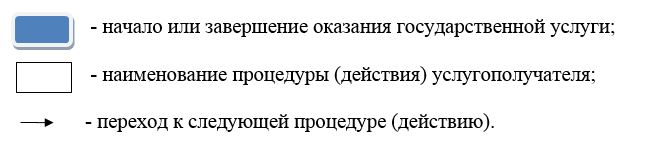 - начало или завершение оказания государственной услуги;
- наименование процедуры (действия) услугополучателя;
- переход к следующей процедуре (действию).